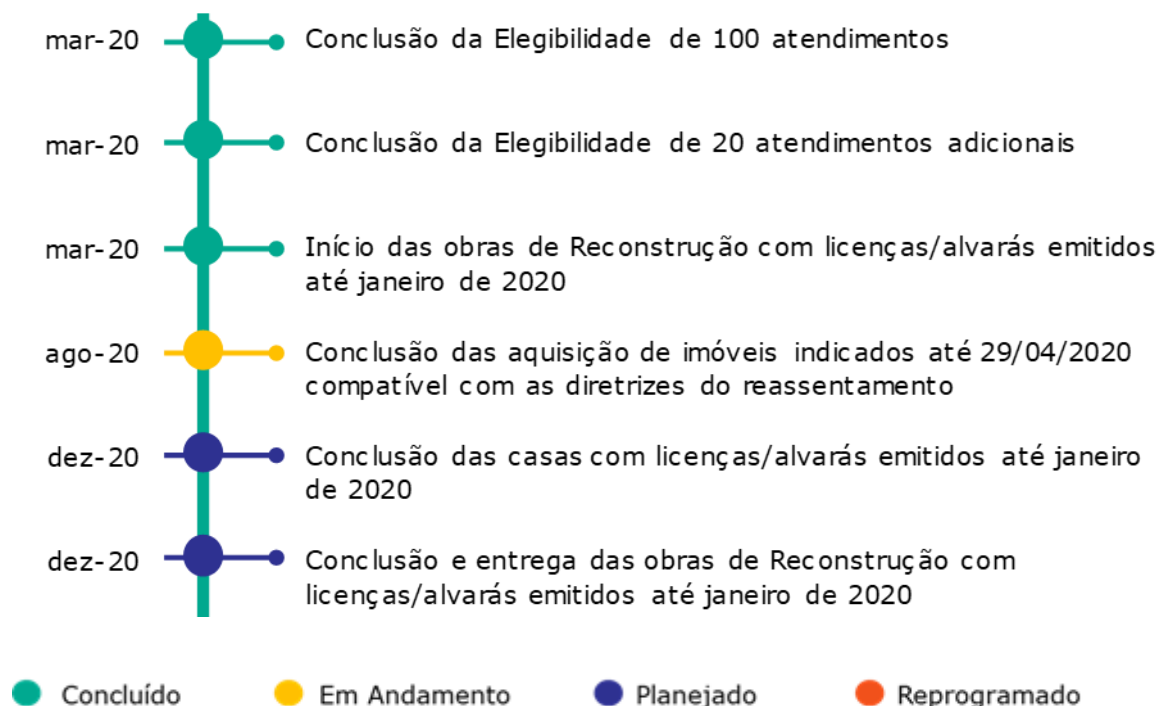 mar-20 Conclusão da Elegibilidade de 100 atendimentos
mar-20 Conclusão da Elegibilidade de 20 atendimentos adicionais
mar-20 Início das obras de Reconstrução com licenças/alvarás emitidos
até janeiro de 2020
ago-20 Conclusão das aquisição de imóveis indicados até 29/04/2020
compatível com as diretrizes do reassentamento
dez-20 Conclusão das casas com licenças/alvarás emitidos até janeiro
de 2020
dez-20 Conclusão e entrega das obras de Reconstrução com
licenças/alvarás emitidos até janeiro de 2020
Concluído Em Andamento Planejado Reprogramado